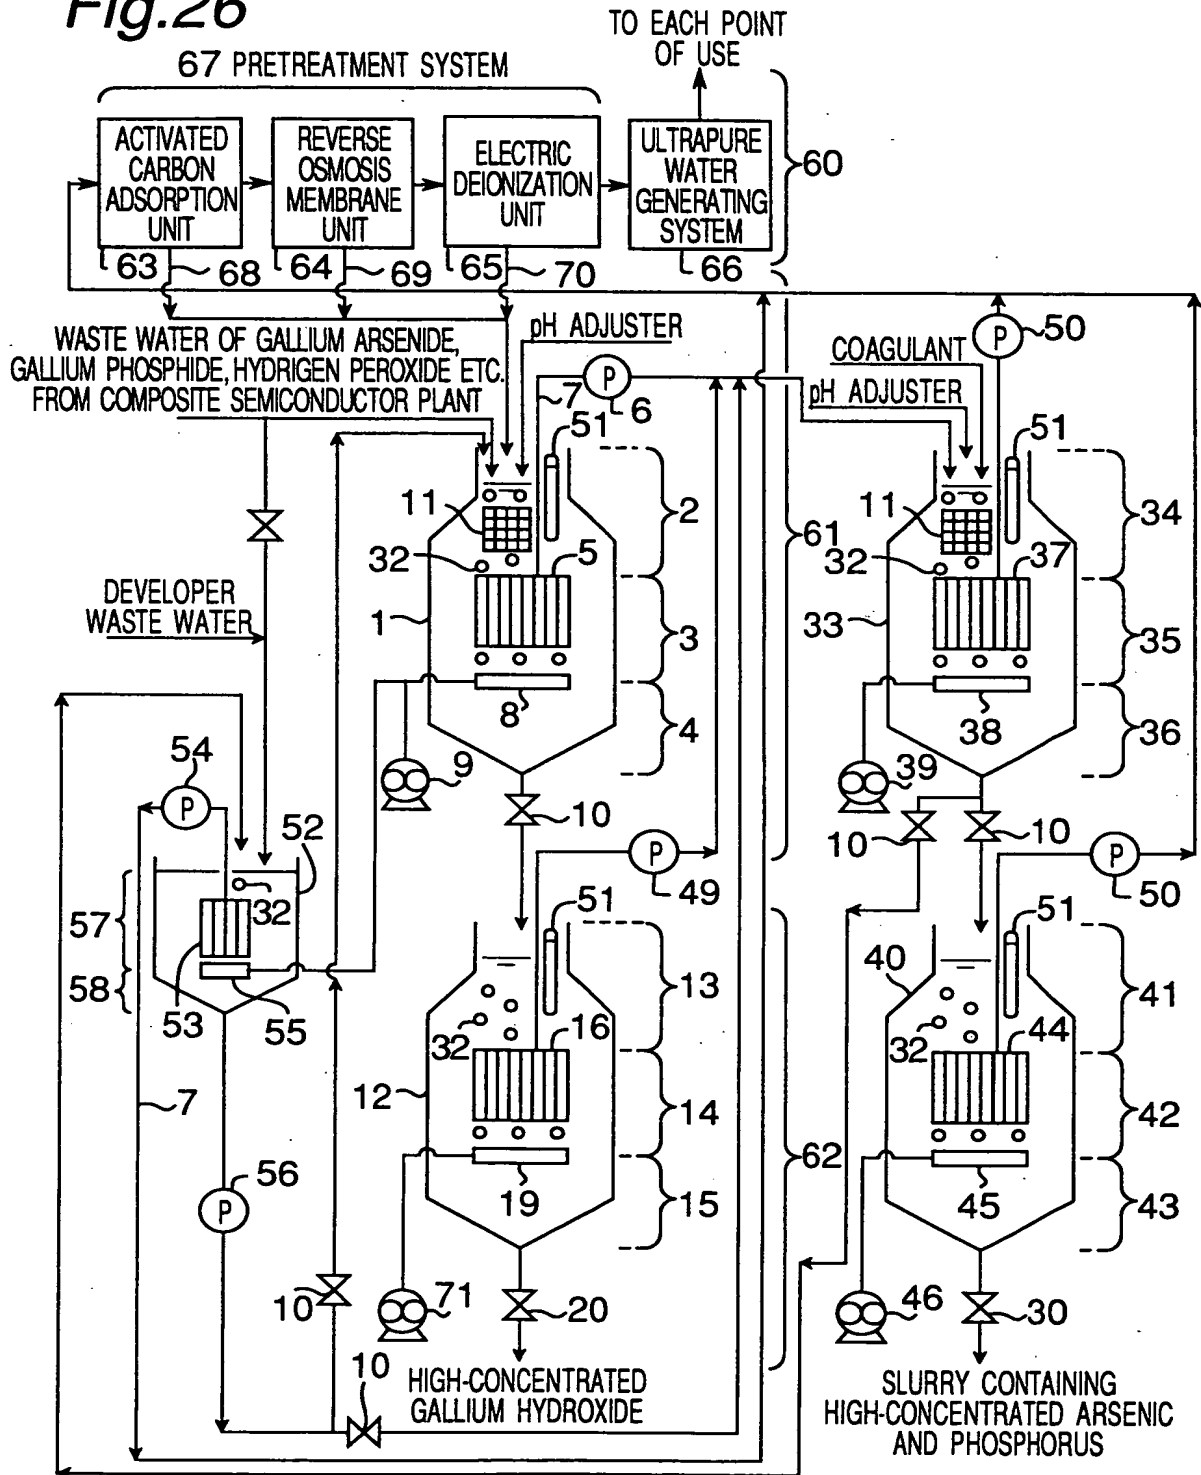 Fig.26
TO EACH POINT
OF USE
67 PRETREATMENT SYSTEM
ACTIVATED
CARBON
ADSORPTION
UNIT
REVERSE
OSMOSIS
MEMBRANE
UNIT
ELECTRIC
DEIONIZATION
UNIT
ULTRAPURE
WATER
GENERATING
SYSTEM
60
63
68
64
69
65
70
66
WASTE WATER OF GALLIUM ARSENIDE,
GALLIUM PHOSPHIDE, HYDRIGEN PEROXIDE ETC.
FROM COMPOSITE SEMICONDUCTOR PLANT
pH ADJUSTER
7
P
6
COAGULANT
pH ADJUSTER
P
50
51
51
11
2
61
11
34
32
5
32
37
DEVELOPER
WASTE WATER
1
3
33
35
8
4
38
36
54
P
9
39
52
10
10
10
P
49
P
50
32
57
51
51
58
53
55
13
40
41
32
16
32
44
7
12
14
42
62
56
P
19
15
45
43
10
71
20
46
30
10
HIGH-CONCENTRATED
GALLIUM HYDROXIDE
SLURRY CONTAINING
HIGH-CONCENTRATED ARSENIC
AND PHOSPHORUS